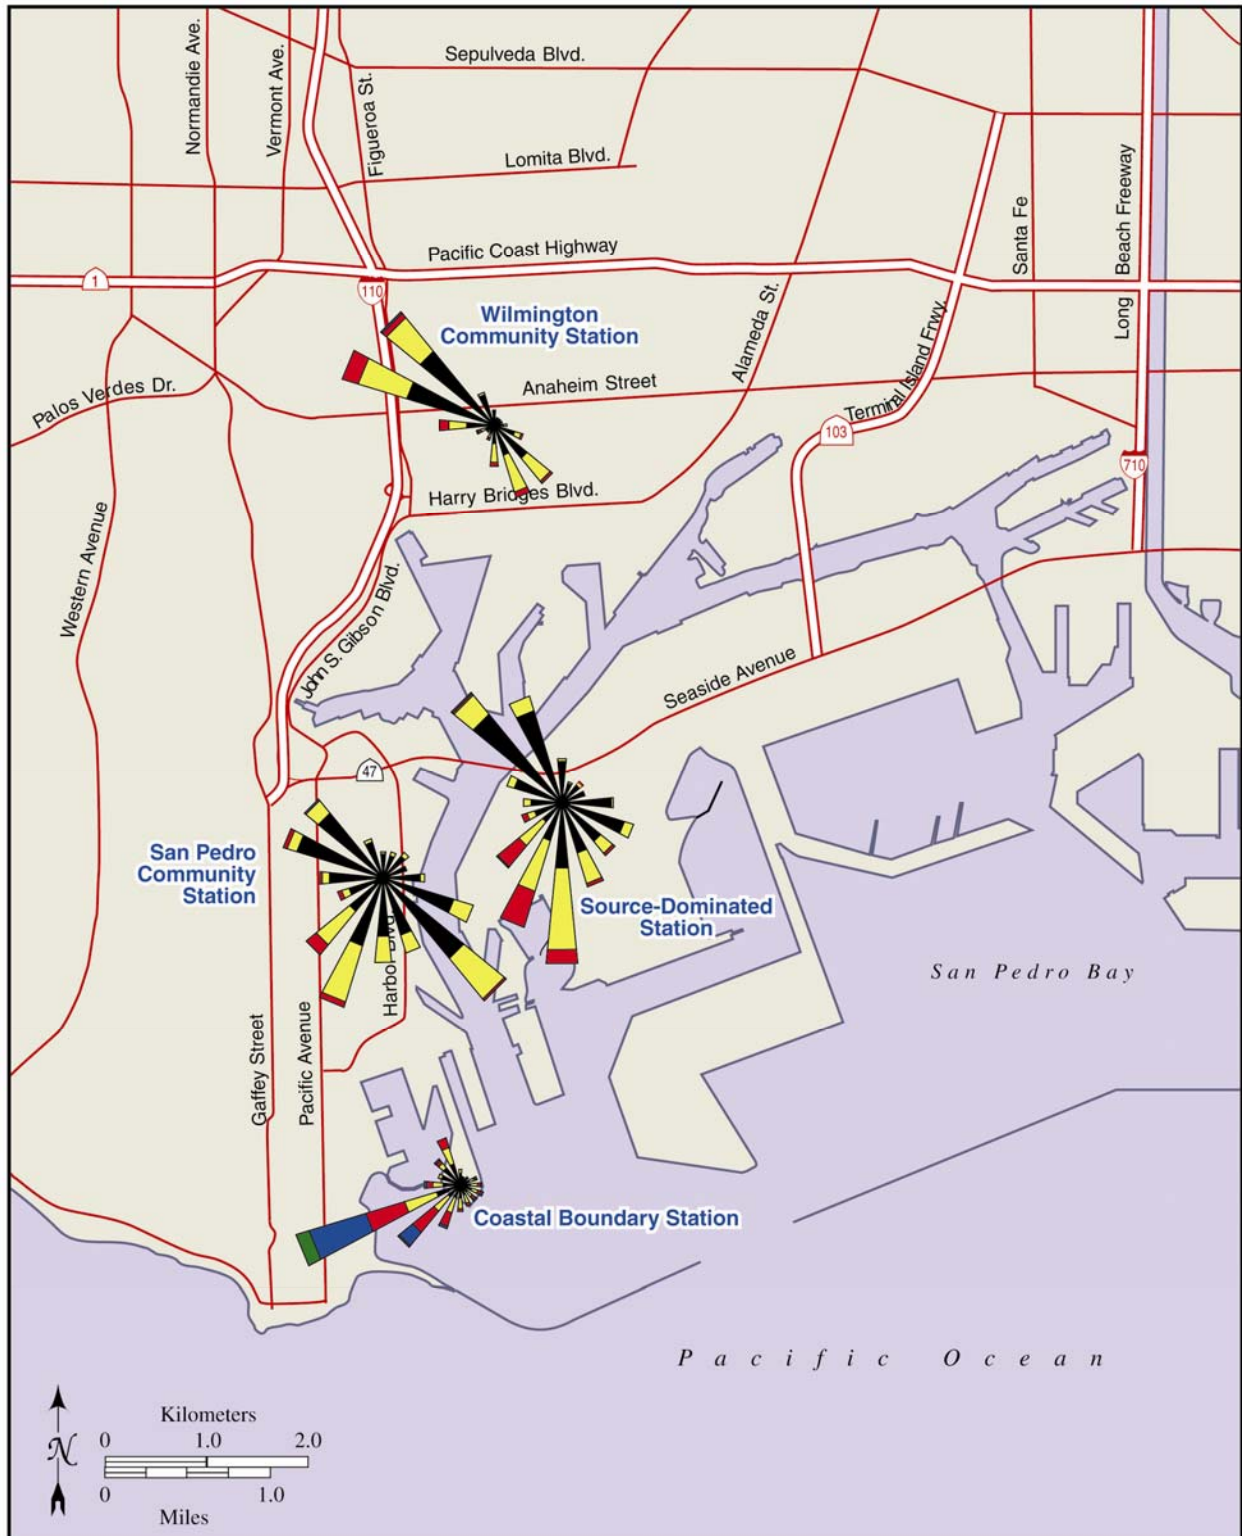 Sepulveda Blvd.
Normandie Ave.
Vermont Ave.
Figueroa St.
Lomita Blvd.
Santa Fe
Long Beach Freeway
Pacific Coast Highway
1
110
Wilmington
Community Station
Alameda St.
Terminal Island Frwy.
Anaheim Street
Palos Verdes Dr.
103
710
Harry Bridges Blvd.
Western Avenue
John S. Gibson Blvd.
Seaside Avenue
47
San Pedro
Community
Station
Source-Dominated
Station
Harbor Blvd.
San Pedro Bay
Gaffey Street
Pacific Avenue
Coastal Boundary Station
Pacific Ocean
N
Kilometers
0 1.0 2.0
0 1.0
Miles